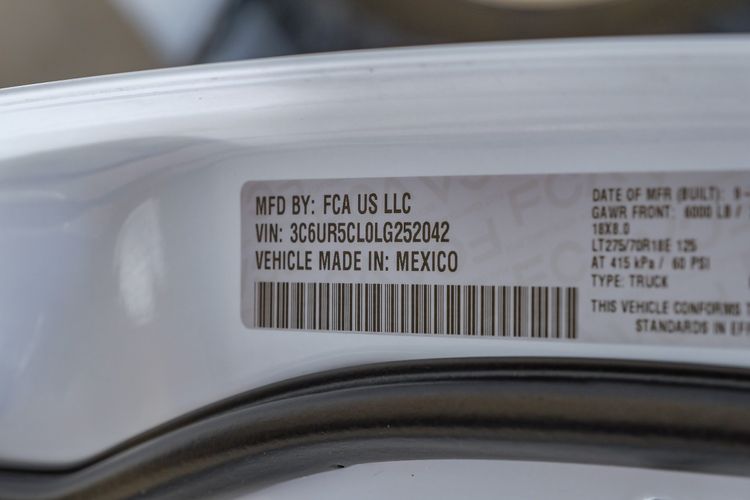 MFD BY: FCA US LLC
VIN: 3C6UR5CL0LG252042
VEHICLE MADE IN: MEXICO
DATE OF MFR (BUILT): 9-
GAWR FRONT: 6000 LB /
18X8.0
LT275/70R18E 125
AT 415 kPa / 60 PSI
TYPE: TRUCK
THIS VEHICLE CONFORMS
STANDARDS IN